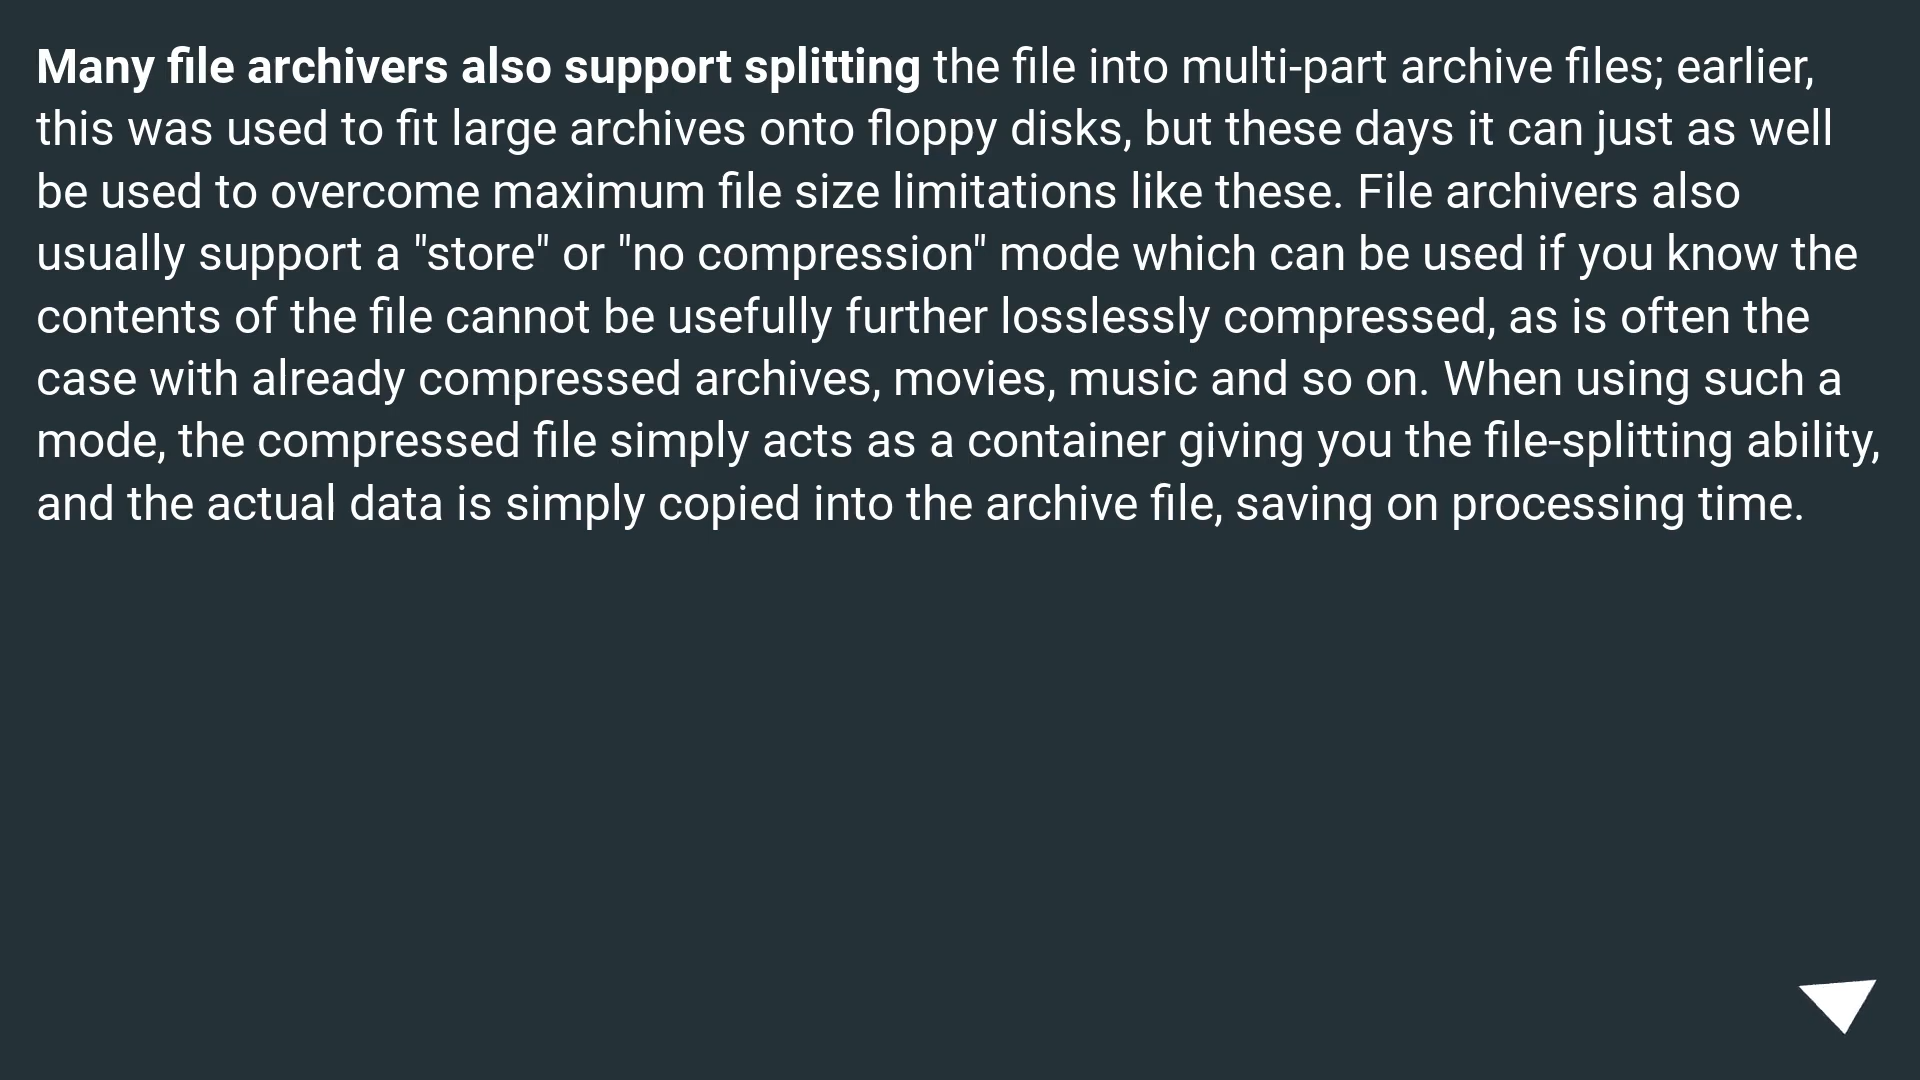 Many file archivers also support splitting the file into multi-part archive files; earlier,
this was used to fit large archives onto floppy disks, but these days it can just as well
be used to overcome maximum file size limitations like these. File archivers also
usually support a "store" or "no compression" mode which can be used if you know the
contents of the file cannot be usefully further losslessly compressed, as is often the
case with already compressed archives, movies, music and so on. When using such a
mode, the compressed file simply acts as a container giving you the file-splitting ability,
and the actual data is simply copied into the archive file, saving on processing time.